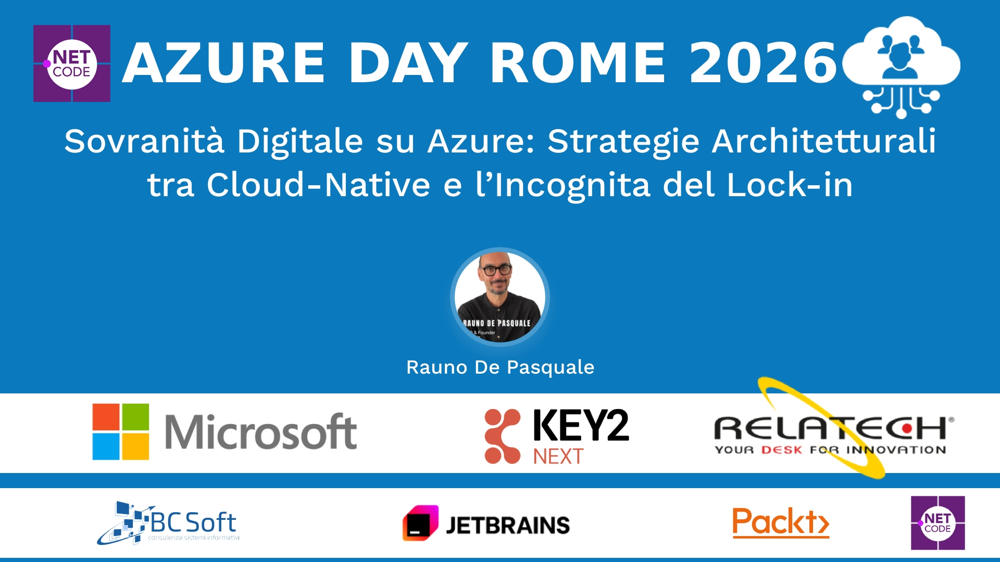 NET
CODE
AZURE DAY ROME 2026
Sovranità Digitale su Azure: Strategie Architetturali
tra Cloud-Native e l’Incognita del Lock-in
RAUNO DE PASQUALE
& Founder
Rauno De Pasquale
Microsoft
KEY2
NEXT
RELATECH®
YOUR DESK FOR INNOVATION
BC Soft
consulenza sistemi informativi
JETBRAINS
Packt>
NET
CODE